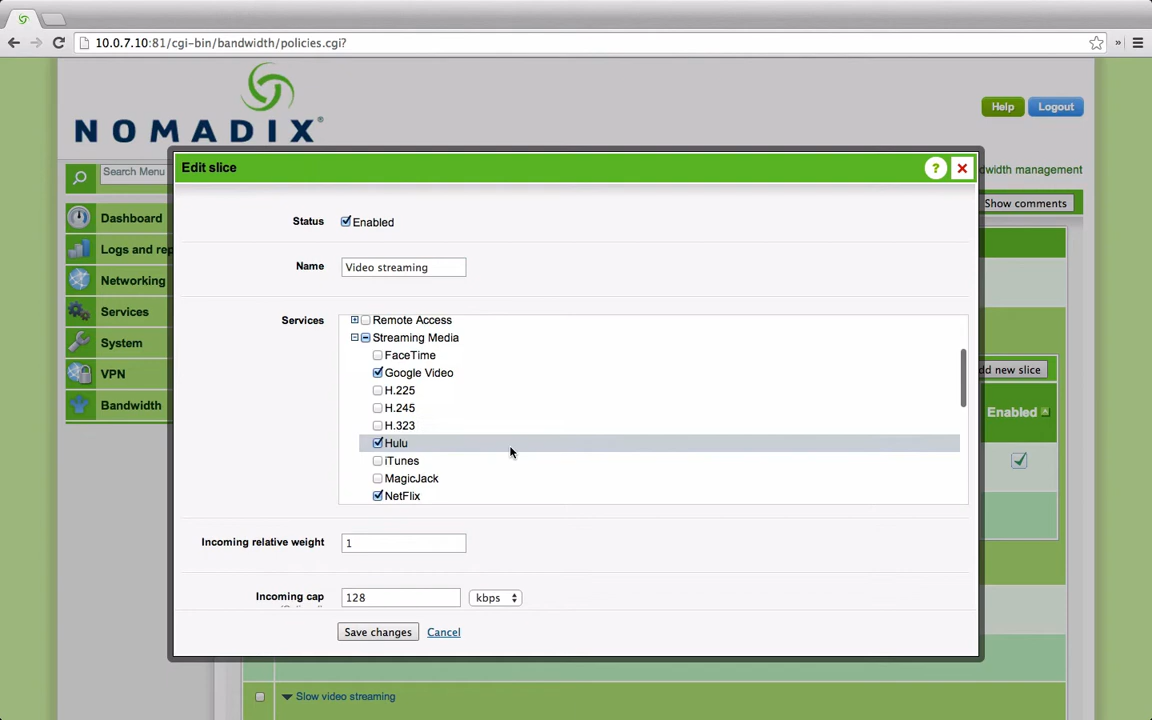 10.0.7.10:81/cgi-bin/bandwidth/policies.cgi?
»
NOMADIX®
Help
Logout
Search Menu
Edit slice
?
dwidth management
Show comments
Dashboard
Logs and rep
Networking
Services
System
VPN
Bandwidth
Status
Enabled
Name
Video streaming
Services
Remote Access
Streaming Media
FaceTime
Google Video
H.225
H.245
H.323
Hulu
iTunes
MagicJack
NetFlix
dd new slice
Enabled
Incoming relative weight
1
Incoming cap
128
kbps
Save changes
Cancel
Slow video streaming